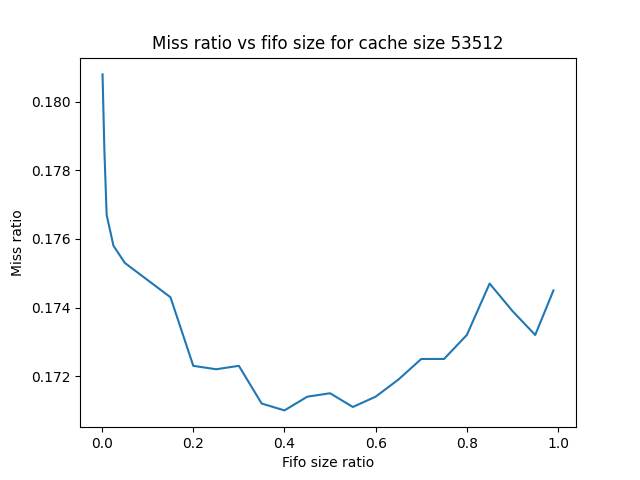 Miss ratio vs fifo size for cache size 53512
Miss ratio
0.180
0.178
0.176
0.174
0.172
0.0 0.2 0.4 0.6 0.8 1.0
Fifo size ratio